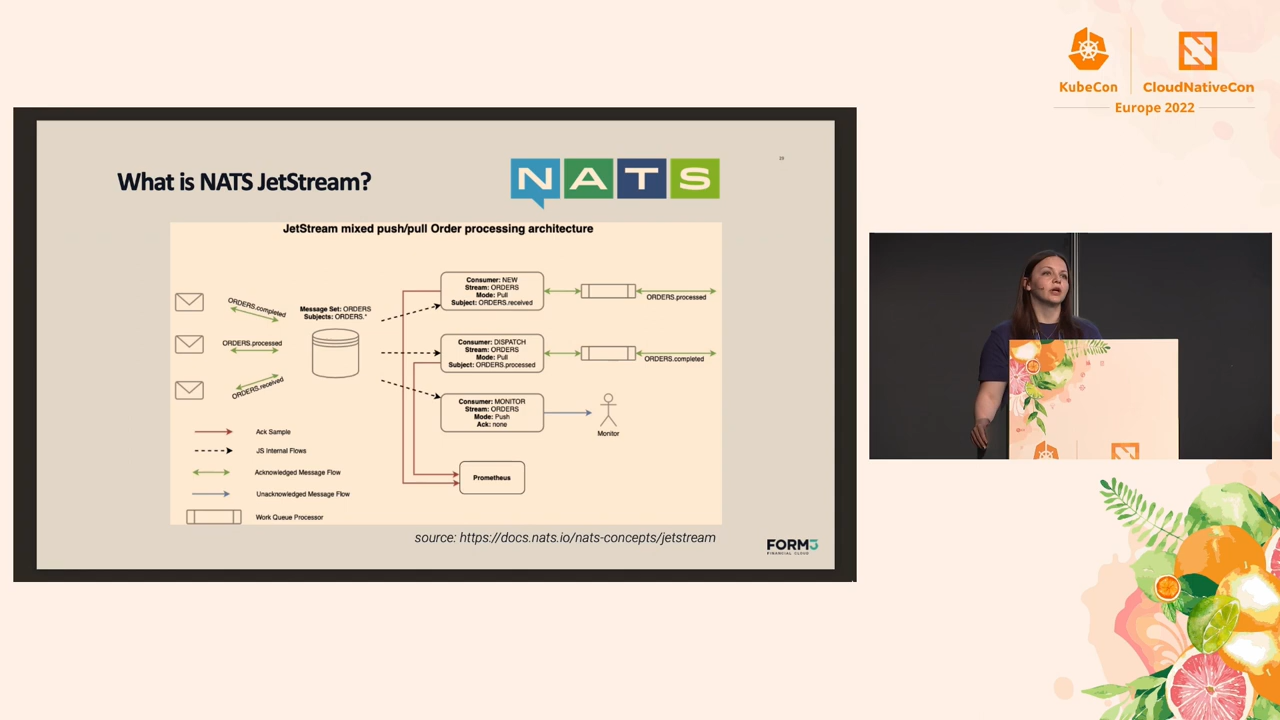 KubeCon
CloudNativeCon
Europe 2022
What is NATS JetStream?
NATS
19
JetStream mixed push/pull Order processing architecture
ORDERS.completed
ORDERS.processed
ORDERS.received
Message Set: ORDERS
Subjects: ORDERS.*
Consumer: NEW
Stream: ORDERS
Mode: Pull
Subject: ORDERS.received
ORDERS.processed
Consumer: DISPATCH
Stream: ORDERS
Mode: Pull
Subject: ORDERS.processed
ORDERS.completed
Consumer: MONITOR
Stream: ORDERS
Mode: Push
Ack: none
Monitor
Prometheus
Ack Sample
JS Internal Flows
Acknowledged Message Flow
Unacknowledged Message Flow
Work Queue Processor
source: https://docs.nats.io/nats-concepts/jetstream
FORM3
FINANCIAL CLOUD